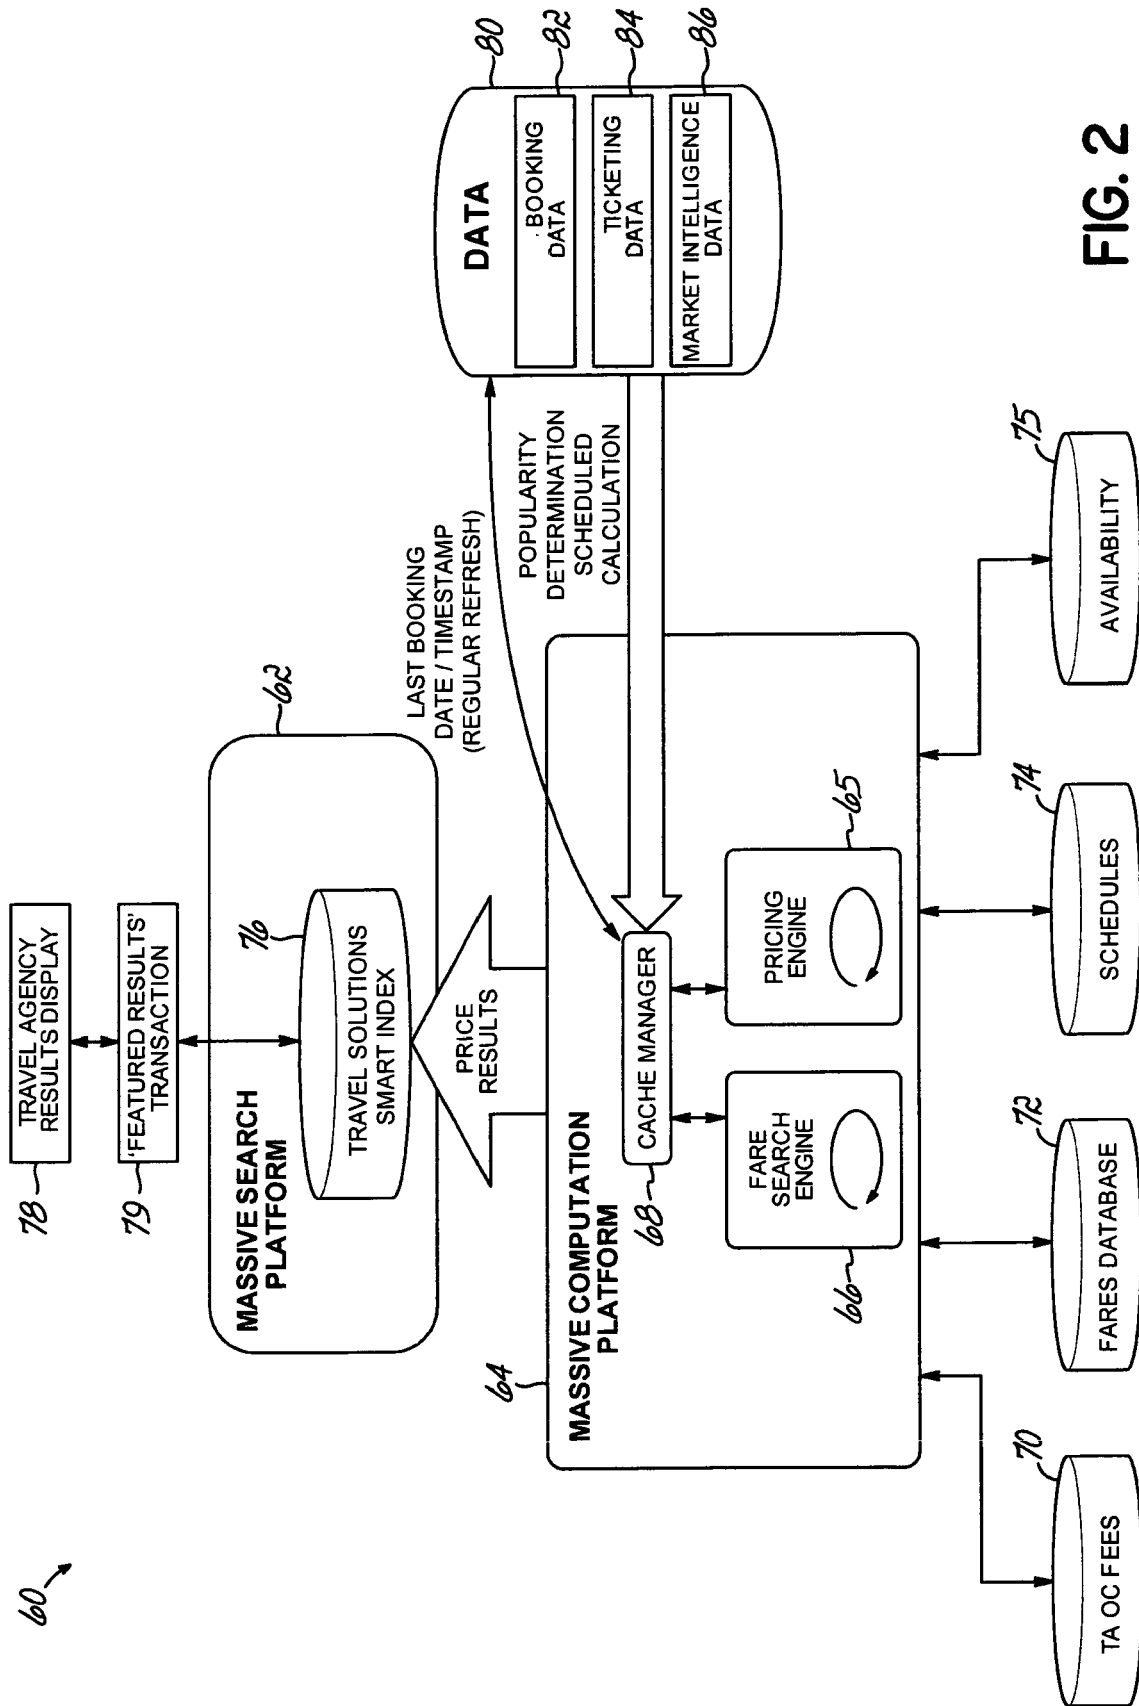 60
78
TRAVEL AGENCY
RESULTS DISPLAY
79
'FEATURED RESULTS'
TRANSACTION
62
MASSIVE SEARCH
PLATFORM
76
TRAVEL SOLUTIONS
SMART INDEX
PRICE
RESULTS
LAST BOOKING
DATE / TIMESTAMP
(REGULAR REFRESH)
POPULARITY
DETERMINATION
SCHEDULED
CALCULATION
80
DATA
82
BOOKING
DATA
84
TICKETING
DATA
86
MARKET INTELLIGENCE
DATA
64
MASSIVE COMPUTATION
PLATFORM
68
CACHE MANAGER
66
FARE
SEARCH
ENGINE
65
PRICING
ENGINE
70
TA OC FEES
72
FARES DATABASE
74
SCHEDULES
75
AVAILABILITY
FIG. 2